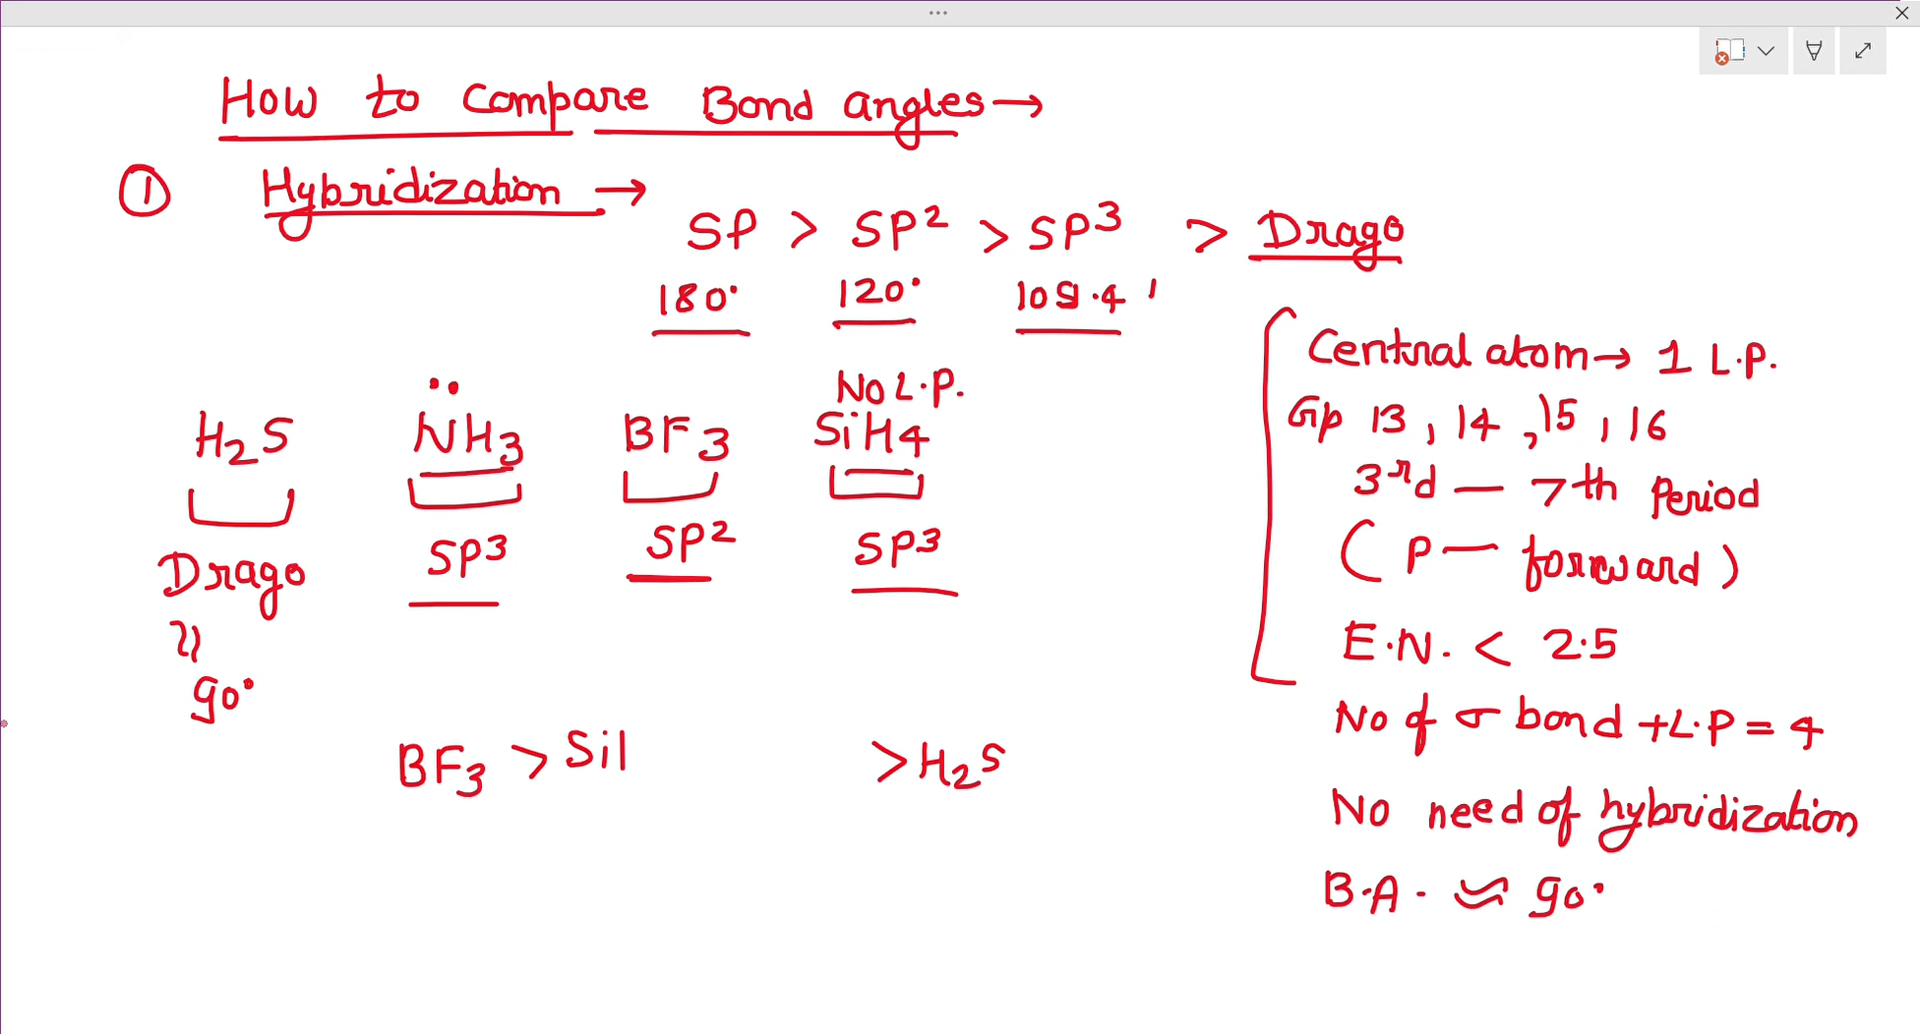 How to compare Bond angles→
① Hybridization →
SP > SP² > SP³ > Drago
180° 120° 109.4'
Central atom → 1 L.P.
Gp 13, 14, 15, 16
3rd — 7th Period
(P — forward)
E.N. < 2.5
No of σ bond + L.P = 4
No need of hybridization
B.A. ≈ 90°
No L.P.
H2S NH3 BF3 SiH4
Drago SP³ SP² SP³
90°
BF3 > SiH > H2S